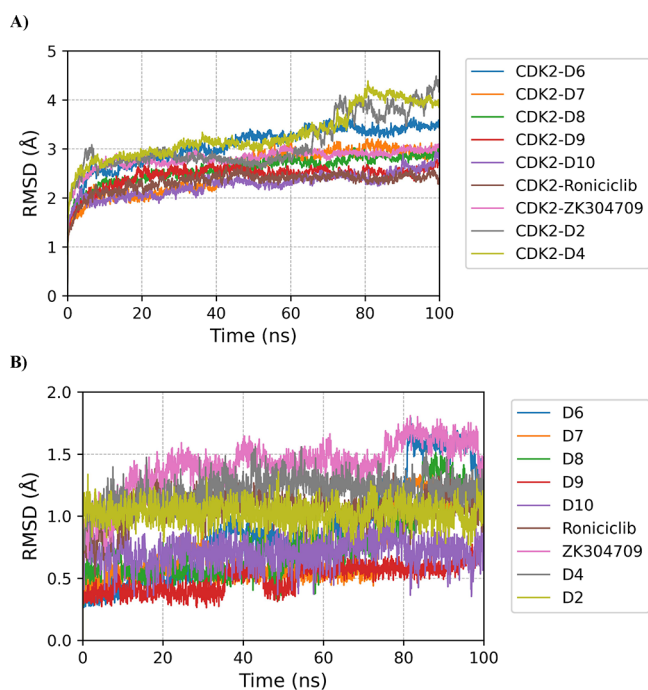 A)
5
4
3
2
1
0
RMSD (Å)
0 20 40 60 80 100
Time (ns)
CDK2-D6
CDK2-D7
CDK2-D8
CDK2-D9
CDK2-D10
CDK2-Roniciclib
CDK2-ZK304709
CDK2-D2
CDK2-D4
B)
2.0
1.5
1.0
0.5
0.0
RMSD (Å)
0 20 40 60 80 100
Time (ns)
D6
D7
D8
D9
D10
Roniciclib
ZK304709
D4
D2